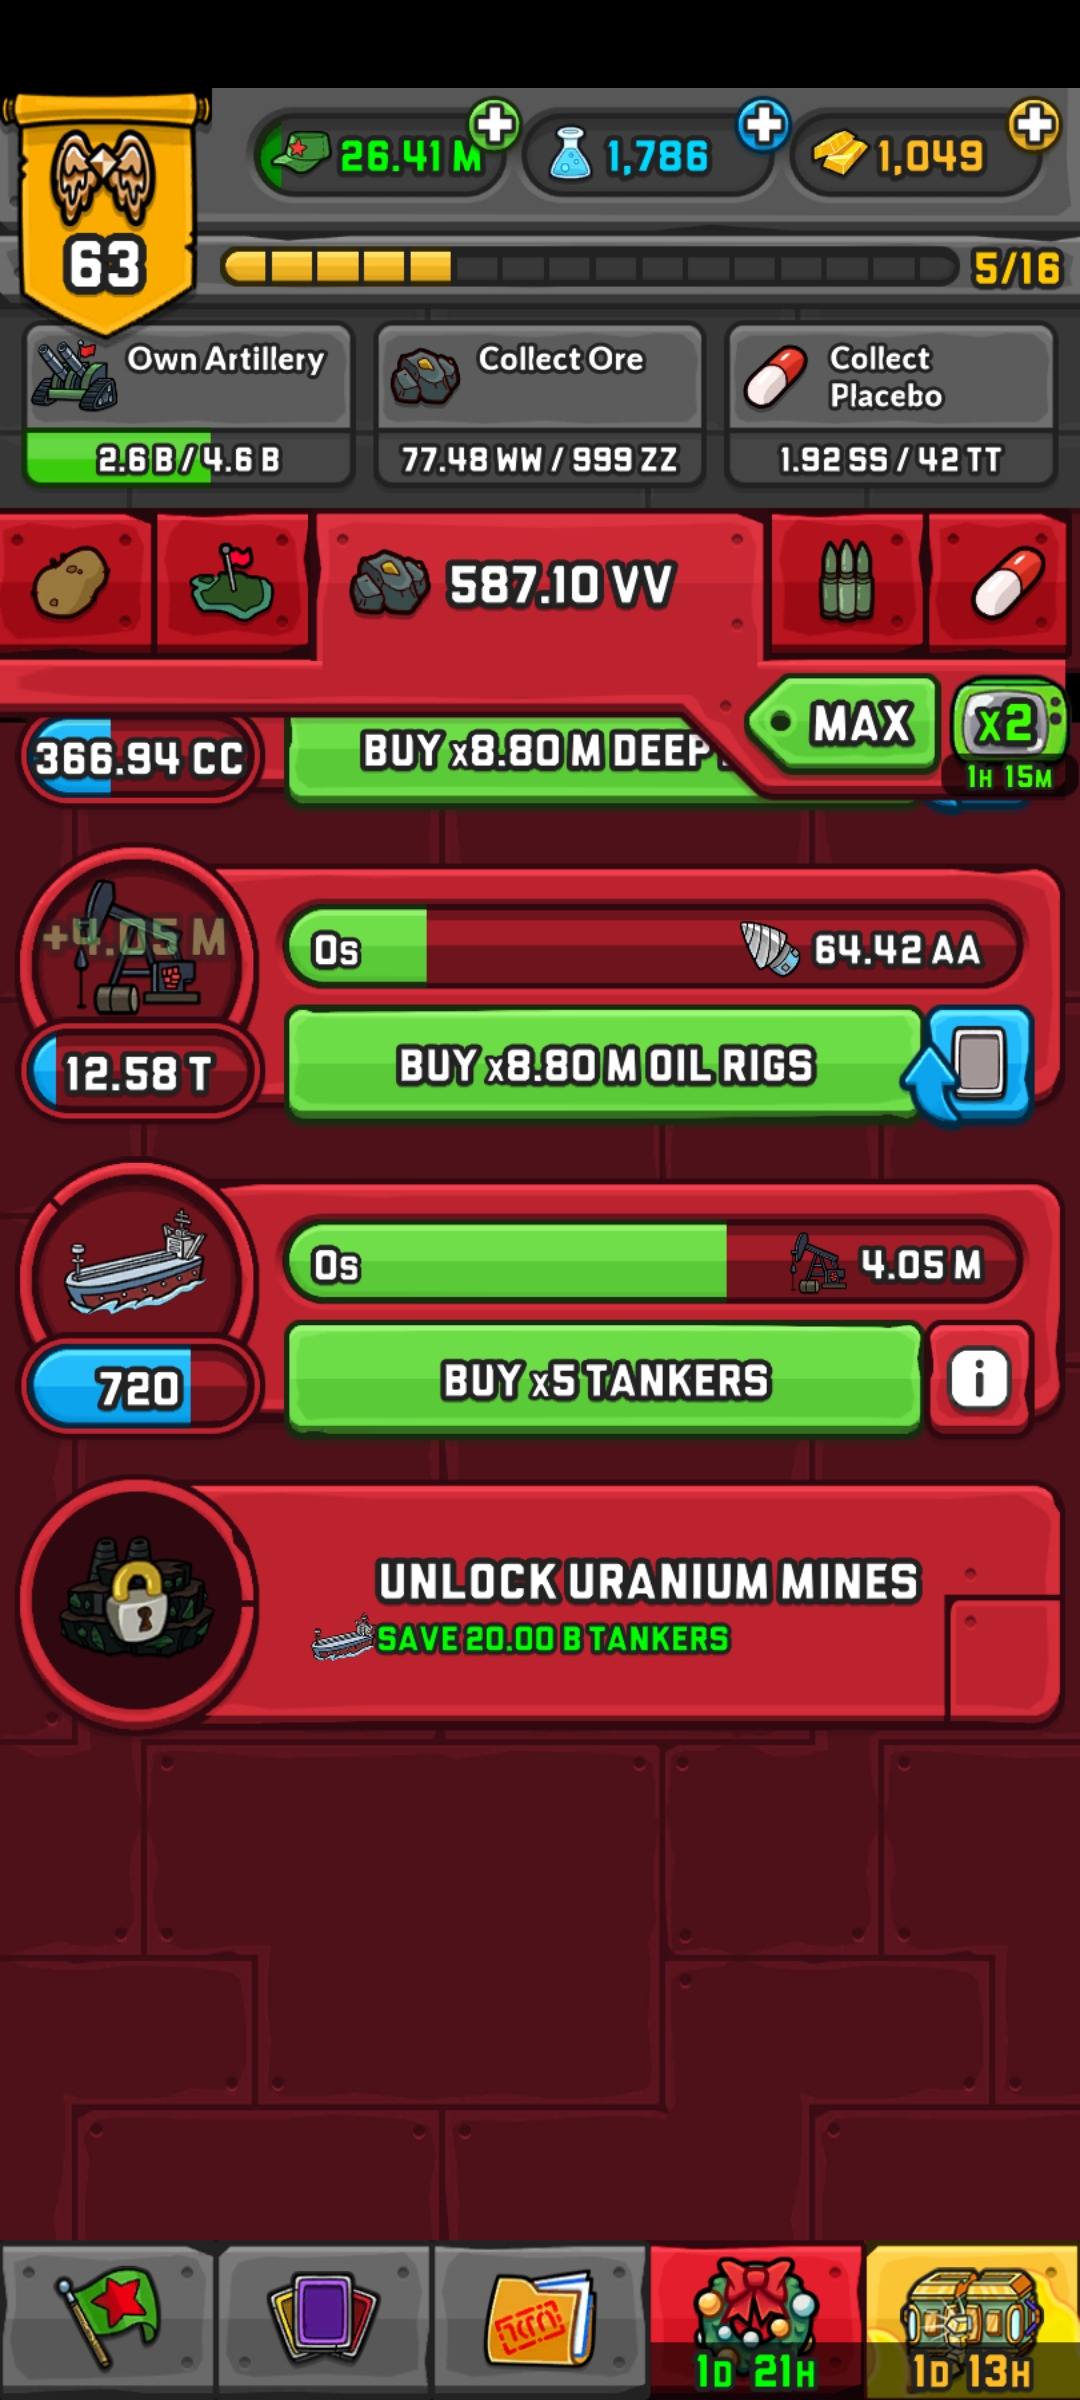 26.41 M
1,786
1,049
63
5/16
Own Artillery
2.6 B / 4.6 B
Collect Ore
77.48 WW / 999 ZZ
Collect
Placebo
1.92 SS / 42 TT
587.10 VV
MAX
x2
1H 15M
366.94 CC
BUY x8.80 M DEEP
+4.05 M
0s
64.42 AA
12.58 T
BUY x8.80 M OIL RIGS
0s
4.05 M
720
BUY x5 TANKERS
i
UNLOCK URANIUM MINES
SAVE 20.00 B TANKERS
1D 21H
1D 13H